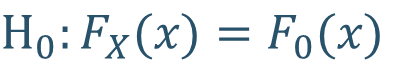 H₀: F_X(x) = F₀(x)